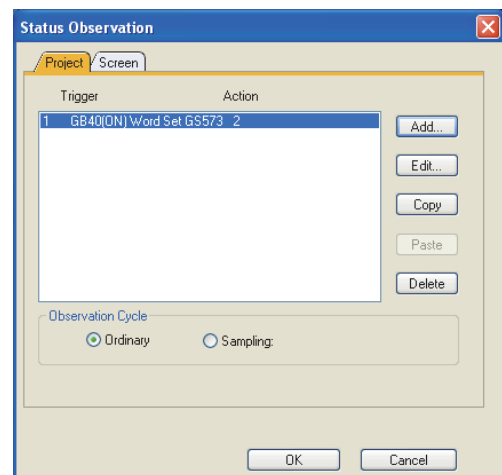 Status Observation
Project Screen
Trigger Action
1 GB40(ON) Word Set GS573 2
Add...
Edit...
Copy
Paste
Delete
Observation Cycle
Ordinary Sampling:
OK Cancel